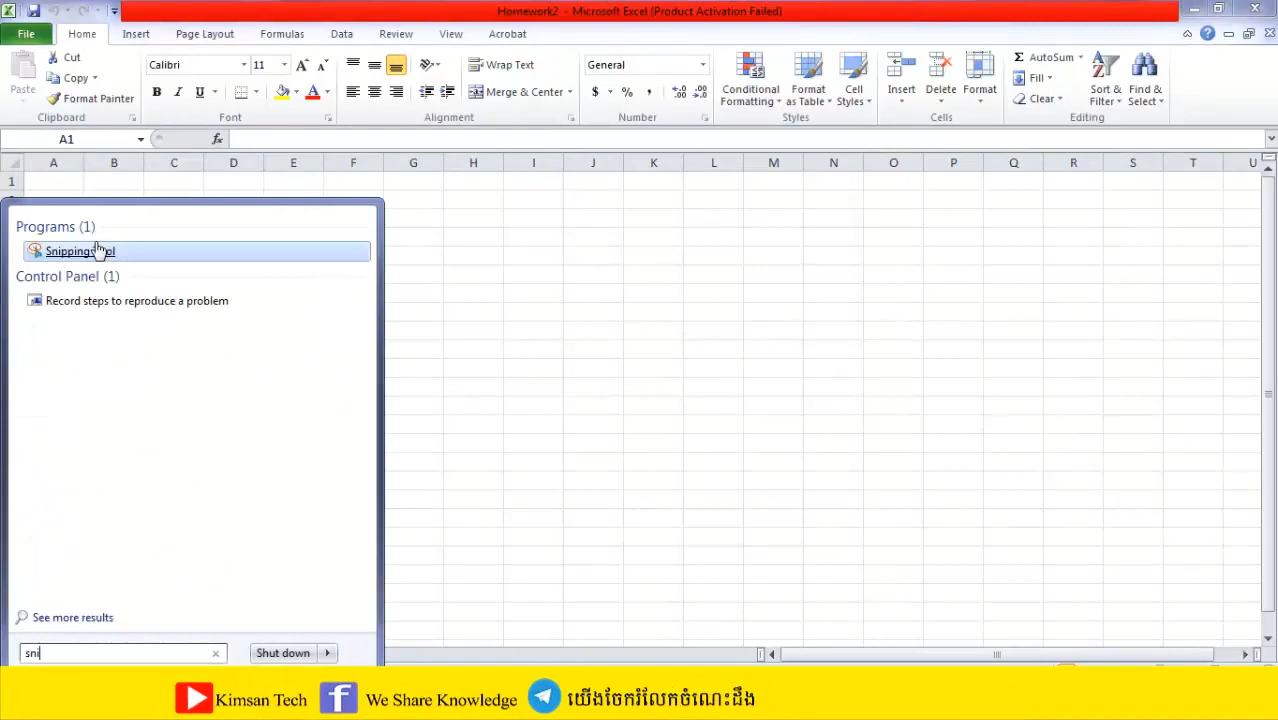 Homework2 - Microsoft Excel (Product Activation Failed)
File Home Insert Page Layout Formulas Data Review View Acrobat
Cut
Copy
Format Painter
Paste
Clipboard
Calibri 11
B I U
Font
Wrap Text
Merge & Center
Alignment
General
$ % ,
Number
Conditional Formatting
Format as Table
Cell Styles
Styles
Insert Delete Format
Cells
AutoSum
Fill
Clear
Sort & Filter
Find & Select
Editing
A1 fx
A B C D E F G H I J K L M N O P Q R S T U
1
Programs (1)
Snipping
Control Panel (1)
Record steps to reproduce a problem
See more results
sni Shut down
Kimsan Tech We Share Knowledge យើងចែករំលែកចំណេះដឹង